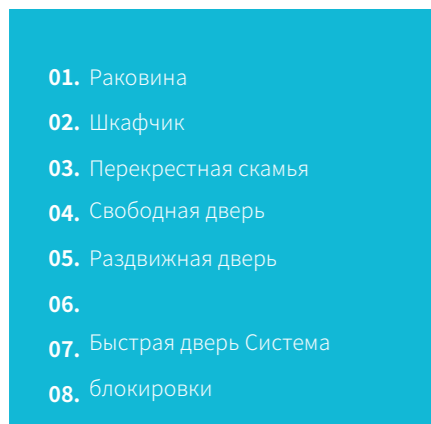 01. Раковина
02. Шкафчик
03. Перекрестная скамья
04. Свободная дверь
05. Раздвижная дверь
06.
07. Быстрая дверь Система
08. блокировки